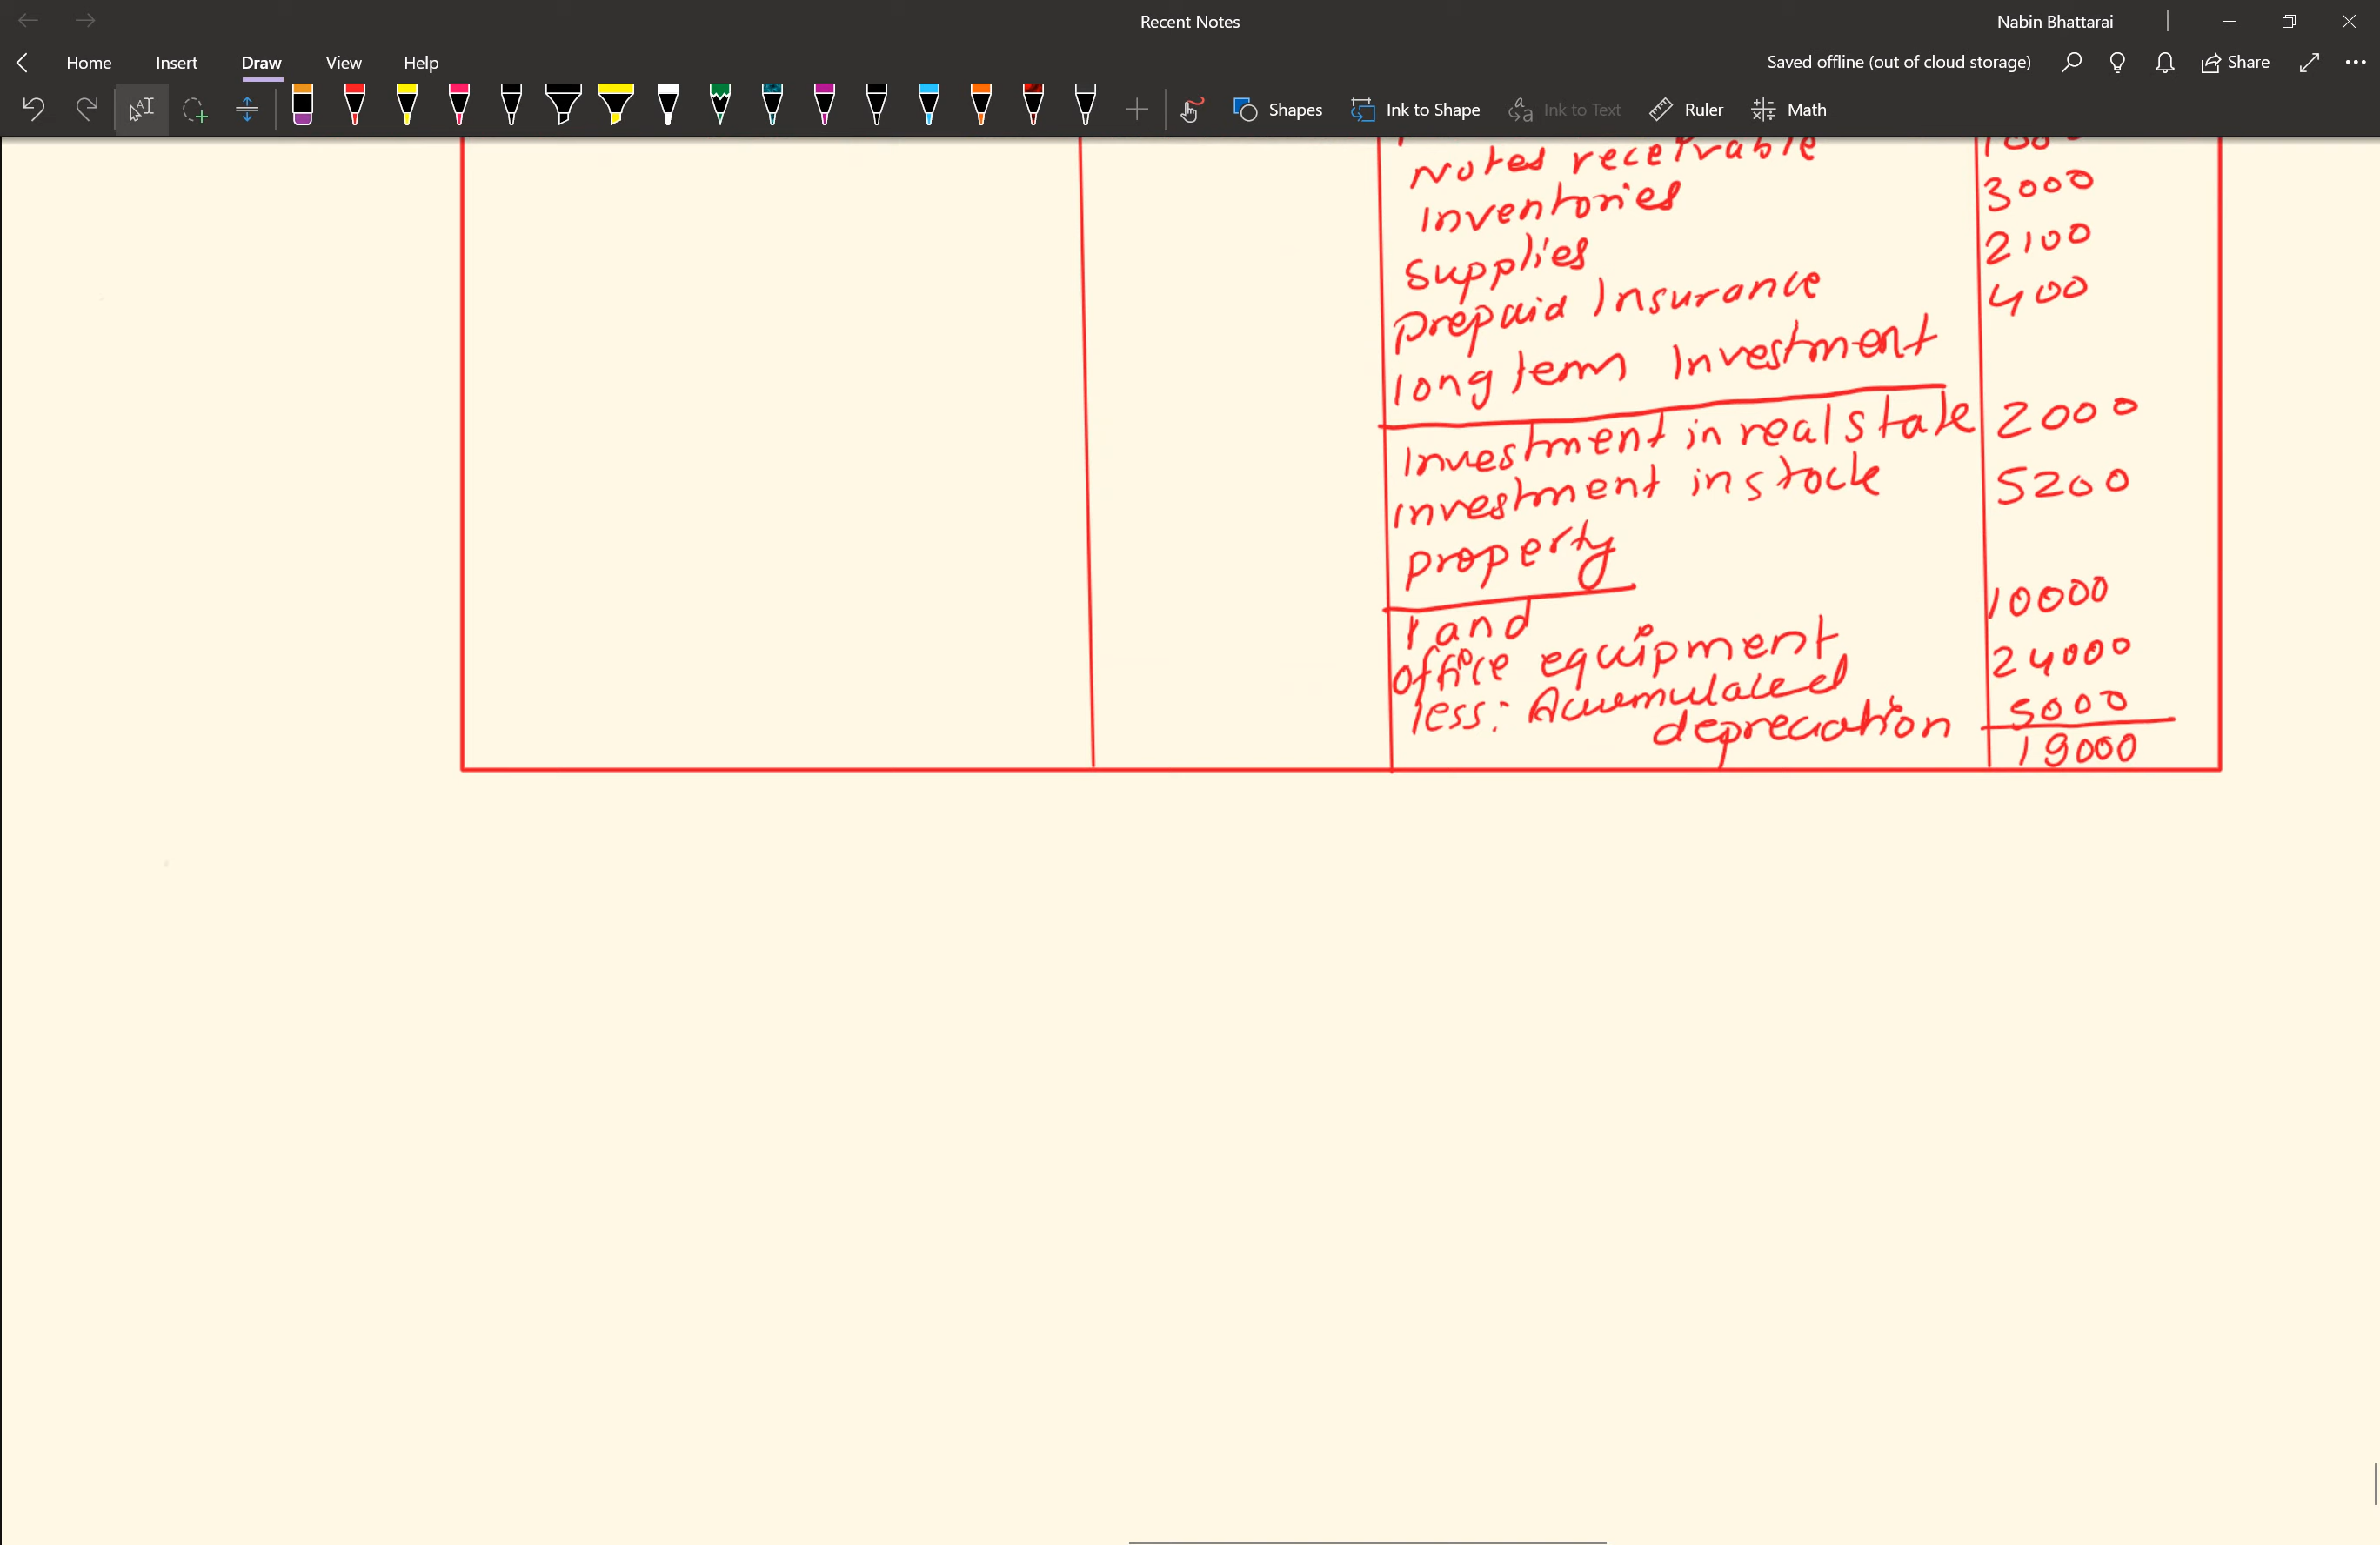 Recent Notes
Nabin Bhattarai
Home Insert Draw View Help
Saved offline (out of cloud storage)
Share
Shapes
Ink to Shape
Ink to Text
Ruler
Math
Notes receivable
Inventories 3000
Supplies 2100
prepaid Insurance 400
long term Investment
Investment in real state 2000
investment in stock 5200
property
land 10000
office equipment 24000
less: Acumulated 5000
depreciation 19000